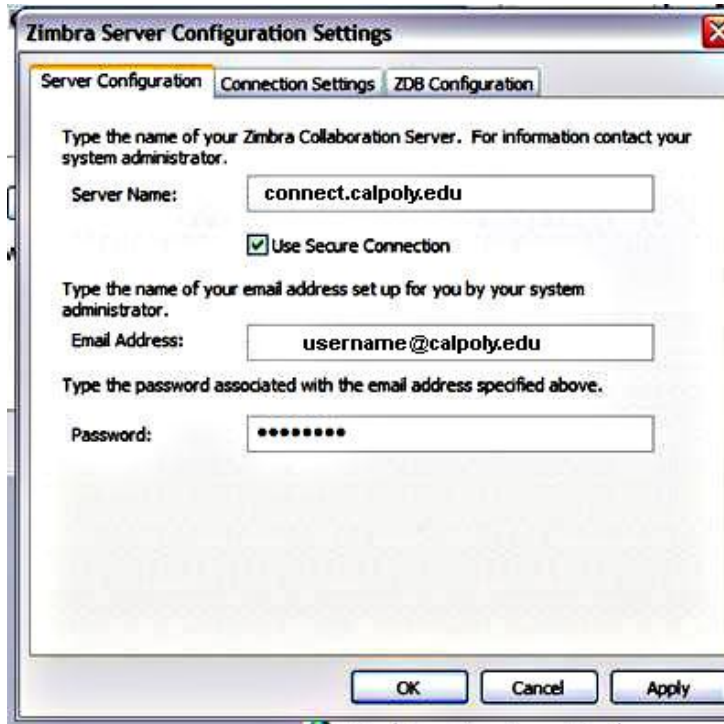 Zimbra Server Configuration Settings
Server Configuration Connection Settings ZDB Configuration
Type the name of your Zimbra Collaboration Server. For information contact your
system administrator.
Server Name: connect.calpoly.edu
Use Secure Connection
Type the name of your email address set up for you by your system
administrator.
Email Address: username@calpoly.edu
Type the password associated with the email address specified above.
Password: ••••••••
OK Cancel Apply